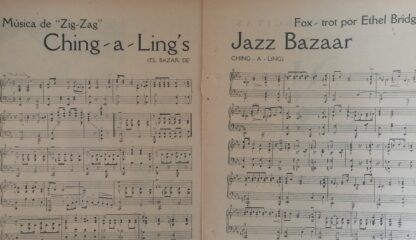 Música de "Zig-Zag"
Fox-trot por Ethel Bridg
Ching-a-Ling's Jazz Bazaar
(EL BAZAR DE CHING-A-LING)